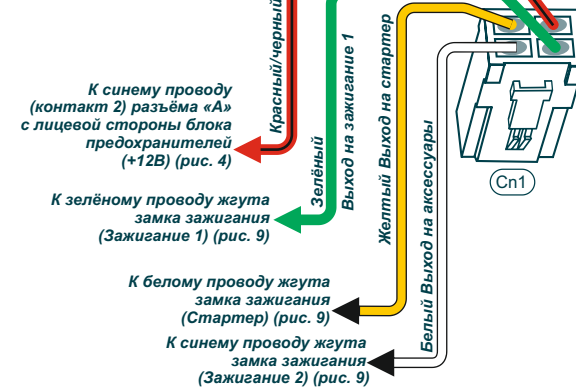 Красный/черный
К синему проводу
(контакт 2) разъёма «А»
с лицевой стороны блока
предохранителей
(+12В) (рис. 4)
Зелёный
Выход на зажигание 1
Желтый Выход на стартер
Белый Выход на аксессуары
Cn1
К зелёному проводу жгута
замка зажигания
(Зажигание 1) (рис. 9)
К белому проводу жгута
замка зажигания
(Стартер) (рис. 9)
К синему проводу жгута
замка зажигания
(Зажигание 2) (рис. 9)